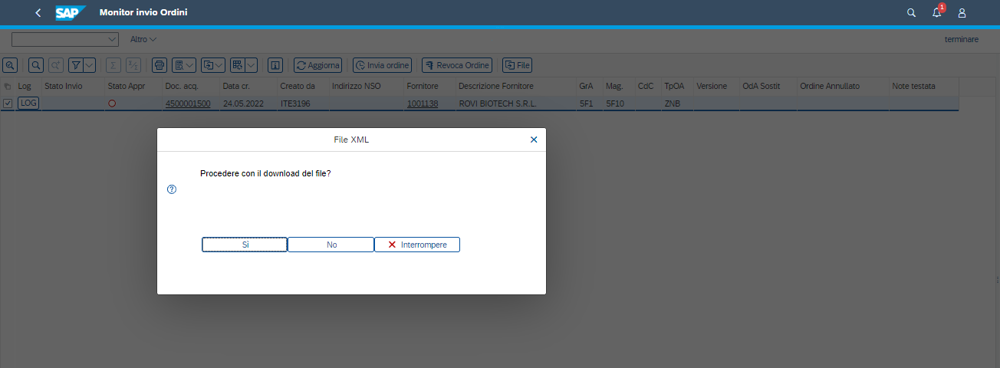 SAP Monitor invio Ordini 1
Altro terminare
Σ Aggiorna Invia ordine Revoca Ordine File
Log Stato Invio Stato Appr Doc. acq. Data cr. Creato da Indirizzo NSO Fornitore Descrizione Fornitore GrA Mag. CdC TpOA Versione OdA Sostit Ordine Annullato Note testata
LOG 4500001500 24.05.2022 ITE3196 1001138 ROVI BIOTECH S.R.L. 5F1 5F10 ZNB
File XML
Procedere con il download del file?
Sì No Interrompere